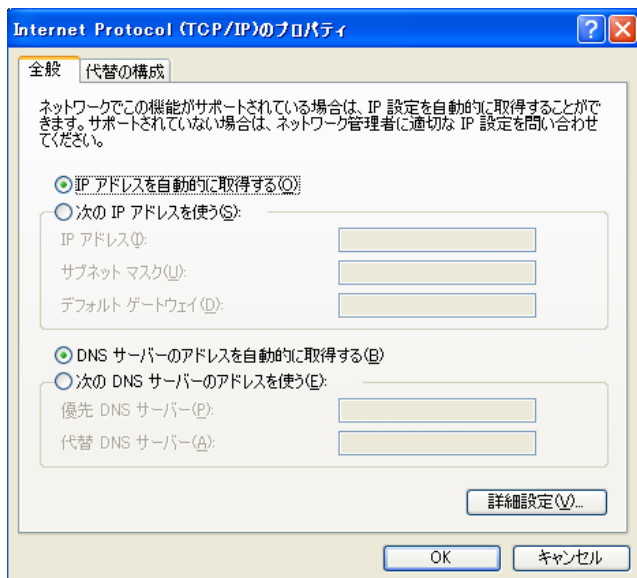 Internet Protocol (TCP/IP)のプロパティ
全般
代替の構成
ネットワークでこの機能がサポートされている場合は、IP 設定を自動的に取得することがで
きます。サポートされていない場合は、ネットワーク管理者に適切な IP 設定を問い合わせ
てください。
IP アドレスを自動的に取得する(O)
次の IP アドレスを使う(S):
IP アドレス(I):
サブネット マスク(U):
デフォルト ゲートウェイ(D):
DNS サーバーのアドレスを自動的に取得する(B)
次の DNS サーバーのアドレスを使う(E):
優先 DNS サーバー(P):
代替 DNS サーバー(A):
詳細設定(V)...
OK
キャンセル